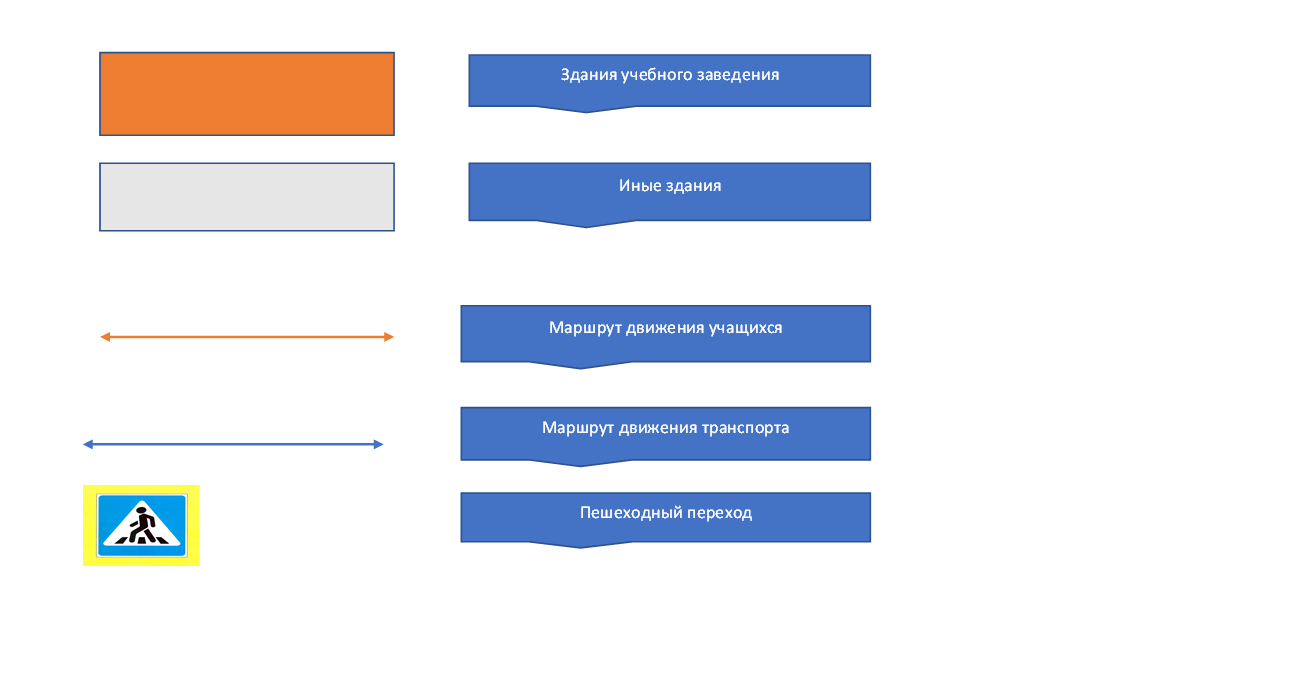 Здания учебного заведения
Иные здания
Маршрут движения учащихся
Маршрут движения транспорта
Пешеходный переход